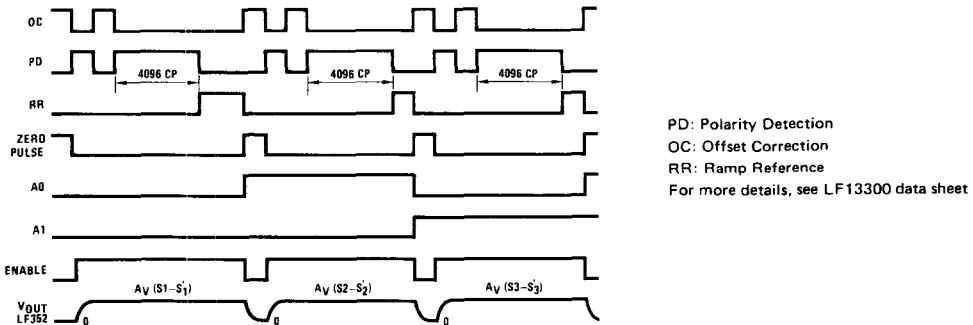 OC
PD
4096 CP 4096 CP 4096 CP
RR
ZERO
PULSE
A0
A1
ENABLE
AV (S1–S'1) AV (S2–S'2) AV (S3–S'3)
VOUT
LF352
0 0 0
PD: Polarity Detection
OC: Offset Correction
RR: Ramp Reference
For more details, see LF13300 data sheet